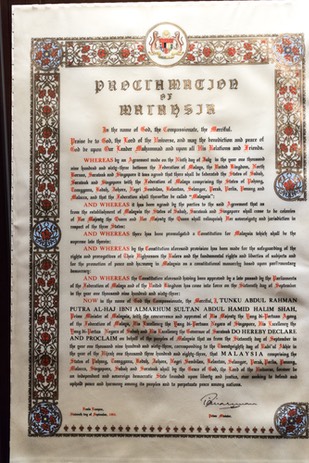 PROCLAMATION
OF
MALAYSIA
In the name of God, the Compassionate, the Merciful.
Praise be to God, the Lord of the Universe, and may the benediction and peace of
God be upon Our Leader Muhammad and upon all His Relations and Friends.
WHEREAS by an Agreement made on the Ninth day of July in the year one thousand
nine hundred and sixty-three between the Federation of Malaya, the United Kingdom, North
Borneo, Sarawak and Singapore it was agreed that there shall be federated the States of Sabah,
Sarawak and Singapore with the Federation of Malaya comprising the States of Pahang,
Trengganu, Kedah, Johore, Negri Sembilan, Kelantan, Selangor, Perak, Perlis, Penang and
Malacca, and that the Federation shall thereafter be called "Malaysia":
AND WHEREAS it has been agreed by the parties to the said Agreement that as
from the establishment of Malaysia the States of Sabah, Sarawak and Singapore shall cease to be colonies
of Her Majesty the Queen and Her Majesty the Queen shall relinquish Her sovereignty and jurisdiction in
respect of the three States:
AND WHEREAS there has been promulgated a Constitution for Malaysia which shall be the
supreme law therein:
AND WHEREAS by the Constitution aforesaid provision has been made for the safeguarding of the
rights and prerogatives of Their Highnesses the Rulers and the fundamental rights and liberties of subjects and
for the promotion of peace and harmony in Malaysia as a constitutional monarchy based upon parliamentary
democracy:
AND WHEREAS the Constitution aforesaid having been approved by a law passed by the Parliaments
of the Federation of Malaya and of the United Kingdom has come into force on the Sixteenth day of September
in the year one thousand nine hundred and sixty-three:
NOW in the name of God the Compassionate, the Merciful, I, TUNKU ABDUL RAHMAN
PUTRA AL-HAJ IBNI ALMARHUM SULTAN ABDUL HAMID HALIM SHAH,
Prime Minister of Malaysia, with the concurrence and approval of His Majesty the Yang di-Pertuan Agong
of the Federation of Malaya, His Excellency the Yang di-Pertuan Negara of Singapore, His Excellency the
Yang di-Pertua Negara of Sabah and His Excellency the Governor of Sarawak DO HEREBY DECLARE
AND PROCLAIM on behalf of the peoples of Malaysia that as from the Sixteenth day of September in
the year one thousand nine hundred and sixty-three, corresponding to the Twentyeighth day of Rabi'ul Akhir in
the year of the Hijrah one thousand three hundred and eighty-three, that MALAYSIA comprising
the States of Pahang, Trengganu, Kedah, Johore, Negri Sembilan, Kelantan, Selangor, Perak, Perlis, Penang,
Malacca, Singapore, Sabah and Sarawak shall by the Grace of God, the Lord of the Universe, forever be
an independent and sovereign democratic State founded upon liberty and justice, ever seeking to defend and
uphold peace and harmony among its peoples and to perpetuate peace among nations.
Kuala Lumpur,
Sixteenth day of September, 1963.
Prime Minister.